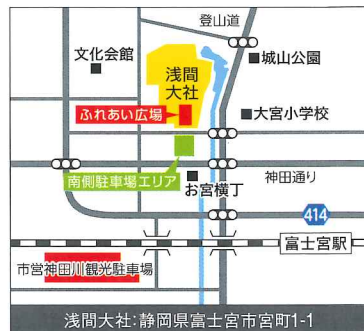 登山道
文化会館
城山公園
浅間
大社
ふれあい広場
大宮小学校
南側駐車場エリア
お宮横丁
神田通り
414
富士宮駅
市営神田川観光駐車場
浅間大社:静岡県富士宮市宮町1-1